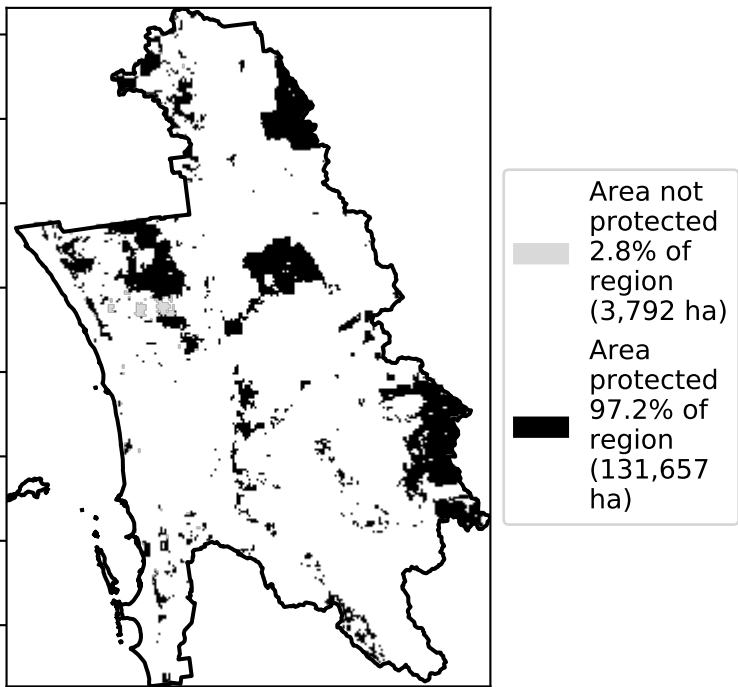 Area not
protected
2.8% of
region
(3,792 ha)
Area
protected
97.2% of
region
(131,657
ha)